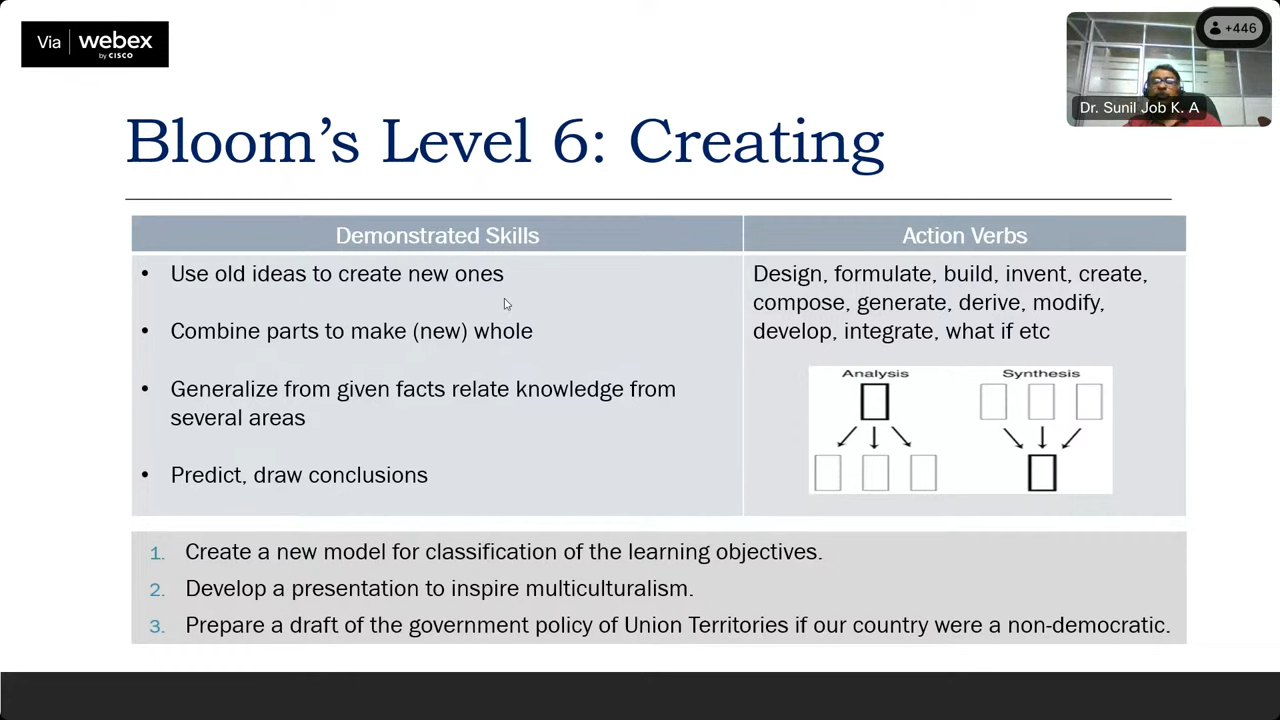 Via webex
by CISCO
+446
Dr. Sunil Job K. A
Bloom's Level 6: Creating
Demonstrated Skills
Action Verbs
• Use old ideas to create new ones
• Combine parts to make (new) whole
• Generalize from given facts relate knowledge from
several areas
• Predict, draw conclusions
Design, formulate, build, invent, create,
compose, generate, derive, modify,
develop, integrate, what if etc
Analysis
Synthesis
1. Create a new model for classification of the learning objectives.
2. Develop a presentation to inspire multiculturalism.
3. Prepare a draft of the government policy of Union Territories if our country were a non-democratic.